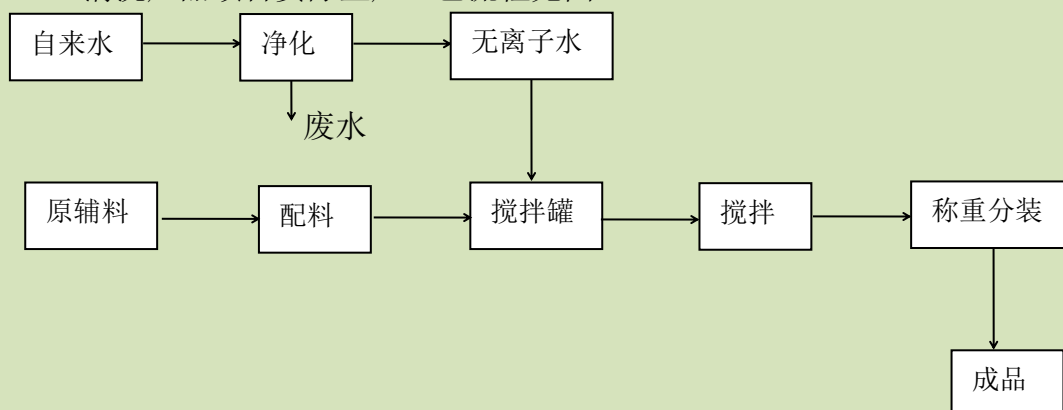 自来水
净化
无离子水
废水
原辅料
配料
搅拌罐
搅拌
称重分装
成品